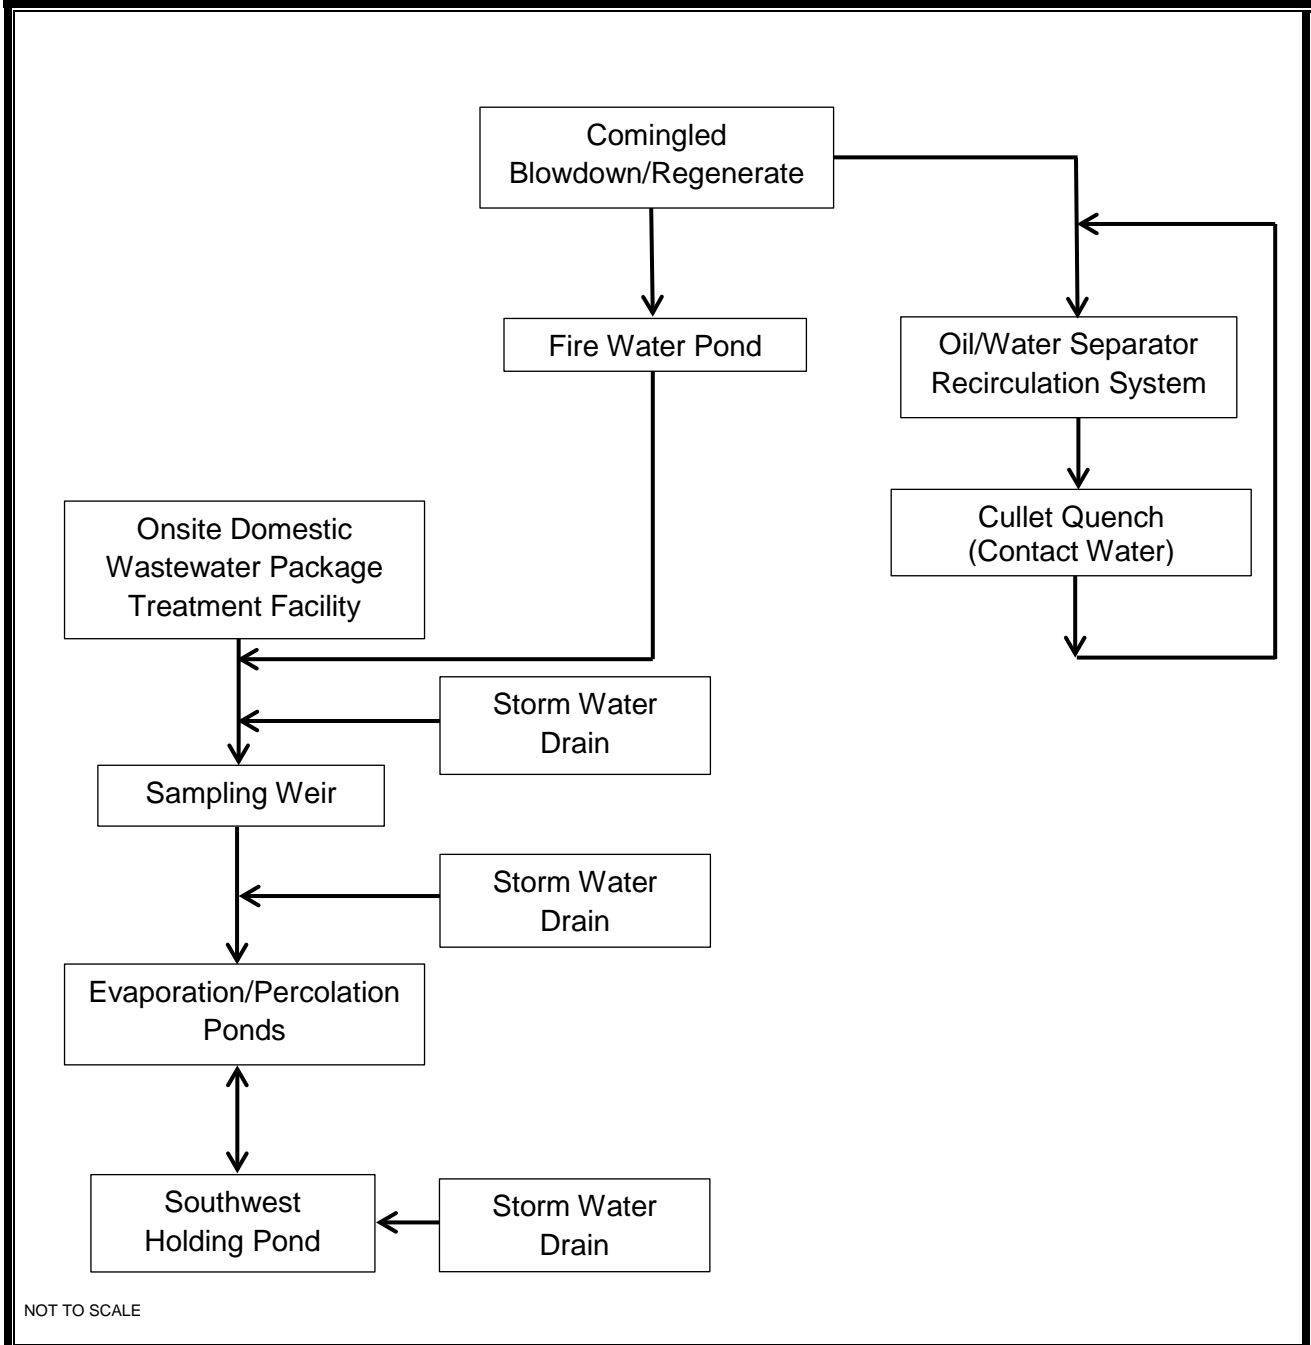 Comingled
Blowdown/Regenerate
Fire Water Pond
Oil/Water Separator
Recirculation System
Cullet Quench
(Contact Water)
Onsite Domestic
Wastewater Package
Treatment Facility
Storm Water
Drain
Sampling Weir
Storm Water
Drain
Evaporation/Percolation
Ponds
Southwest
Holding Pond
Storm Water
Drain
NOT TO SCALE